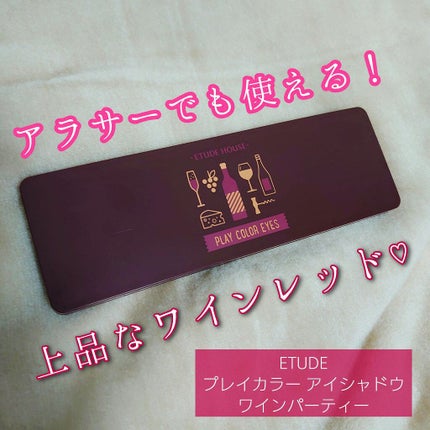 アラサーでも使える!
・ETUDE HOUSE・
PLAY COLOR EYES
上品なワインレッド♡
ETUDE
プレイカラー アイシャドウ
ワインパーティー